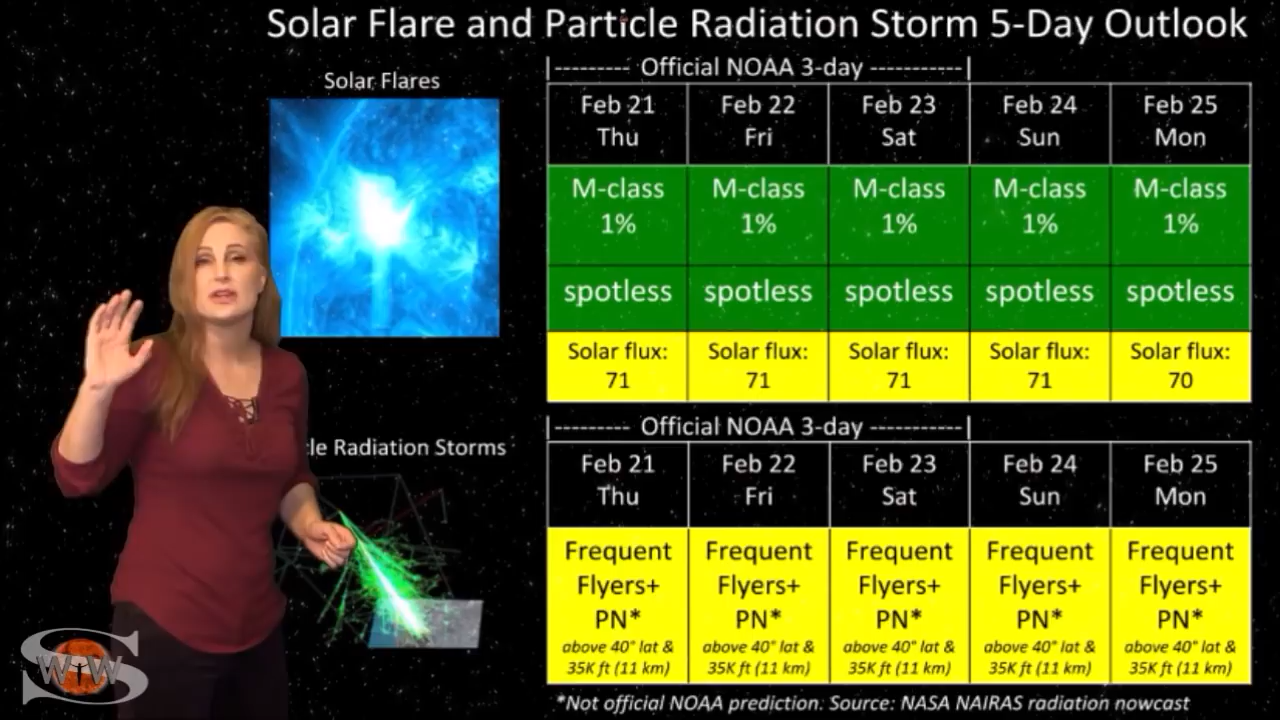 Solar Flare and Particle Radiation Storm 5-Day Outlook
Solar Flares
|--------- Official NOAA 3-day -----------|
Feb 21 Feb 22 Feb 23 Feb 24 Feb 25
Thu Fri Sat Sun Mon
M-class M-class M-class M-class M-class
1% 1% 1% 1% 1%
spotless spotless spotless spotless spotless
Solar flux: Solar flux: Solar flux: Solar flux: Solar flux:
71 71 71 71 70
cle Radiation Storms
|--------- Official NOAA 3-day -----------|
Feb 21 Feb 22 Feb 23 Feb 24 Feb 25
Thu Fri Sat Sun Mon
Frequent Frequent Frequent Frequent Frequent
Flyers+ Flyers+ Flyers+ Flyers+ Flyers+
PN* PN* PN* PN* PN*
above 40° lat & above 40° lat & above 40° lat & above 40° lat & above 40° lat &
35K ft (11 km) 35K ft (11 km) 35K ft (11 km) 35K ft (11 km) 35K ft (11 km)
*Not official NOAA prediction. Source: NASA NAIRAS radiation nowcast
S
WTW